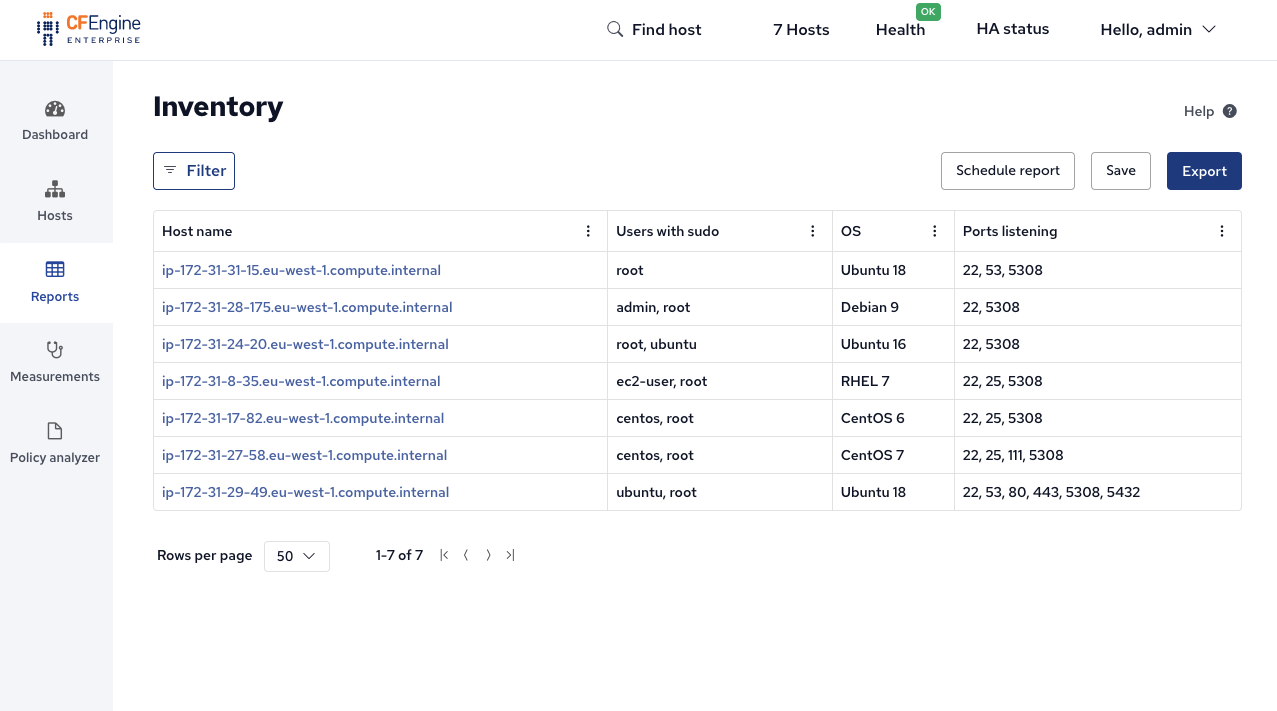 CFEngine
ENTERPRISE
Find host
7 Hosts
Health
OK
HA status
Hello, admin
Dashboard
Hosts
Reports
Measurements
Policy analyzer
Inventory
Help ?
Filter
Schedule report
Save
Export
Host name Users with sudo OS Ports listening
ip-172-31-31-15.eu-west-1.compute.internal root Ubuntu 18 22, 53, 5308
ip-172-31-28-175.eu-west-1.compute.internal admin, root Debian 9 22, 5308
ip-172-31-24-20.eu-west-1.compute.internal root, ubuntu Ubuntu 16 22, 5308
ip-172-31-8-35.eu-west-1.compute.internal ec2-user, root RHEL 7 22, 25, 5308
ip-172-31-17-82.eu-west-1.compute.internal centos, root CentOS 6 22, 25, 5308
ip-172-31-27-58.eu-west-1.compute.internal centos, root CentOS 7 22, 25, 111, 5308
ip-172-31-29-49.eu-west-1.compute.internal ubuntu, root Ubuntu 18 22, 53, 80, 443, 5308, 5432
Rows per page 50 1-7 of 7